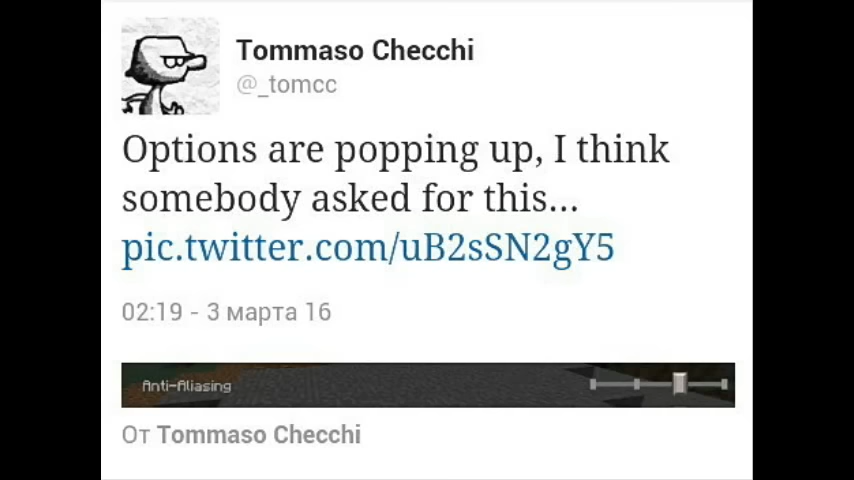 Tommaso Checchi
@_tomcc
Options are popping up, I think
somebody asked for this...
pic.twitter.com/uB2sSN2gY5
02:19 - 3 марта 16
Anti-Aliasing
От Tommaso Checchi